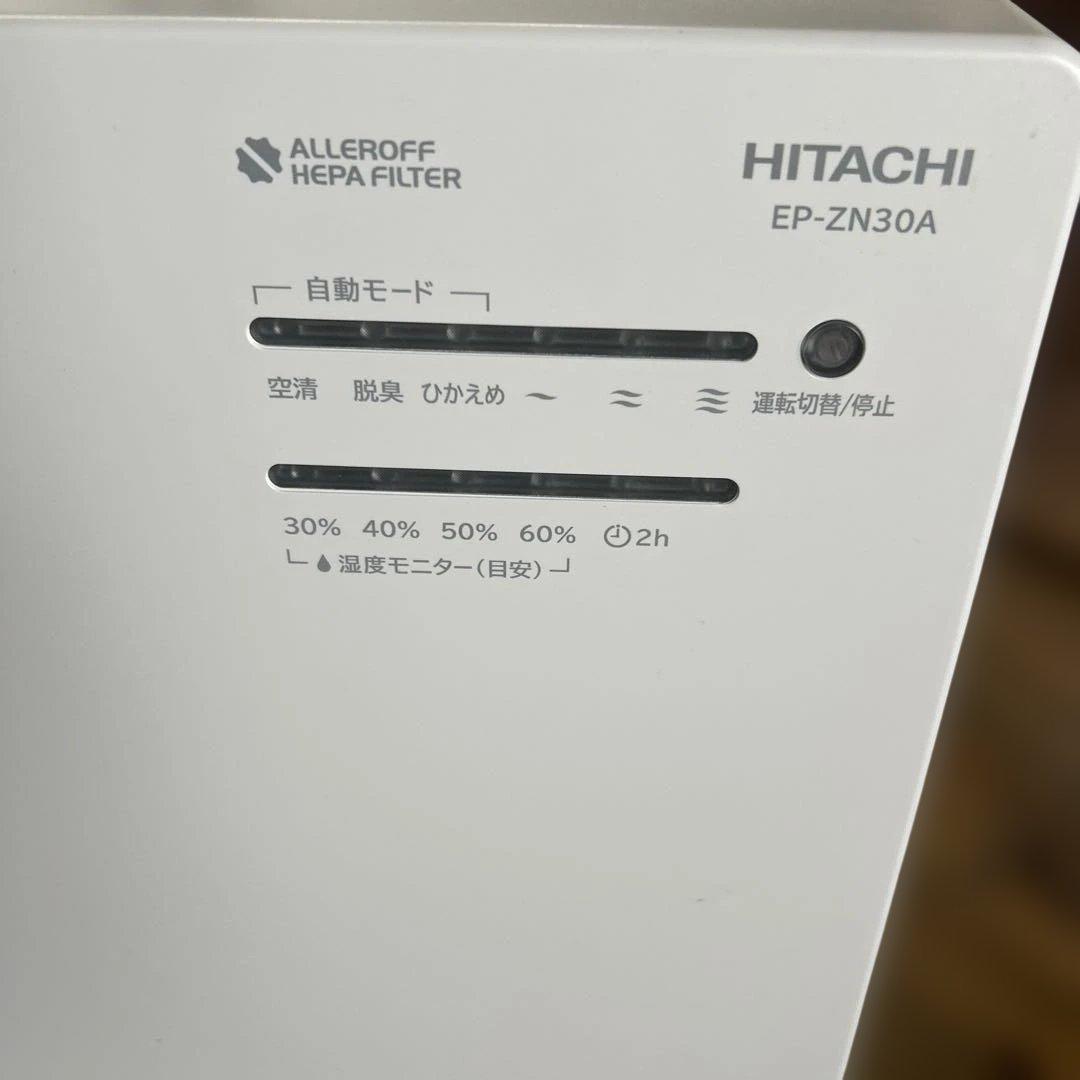 ALLEROFF
HEPA FILTER
HITACHI
EP-ZN30A
自動モード
空清 脱臭 ひかえめ 運転切替/停止
30% 40% 50% 60% 2h
湿度モニター(目安)